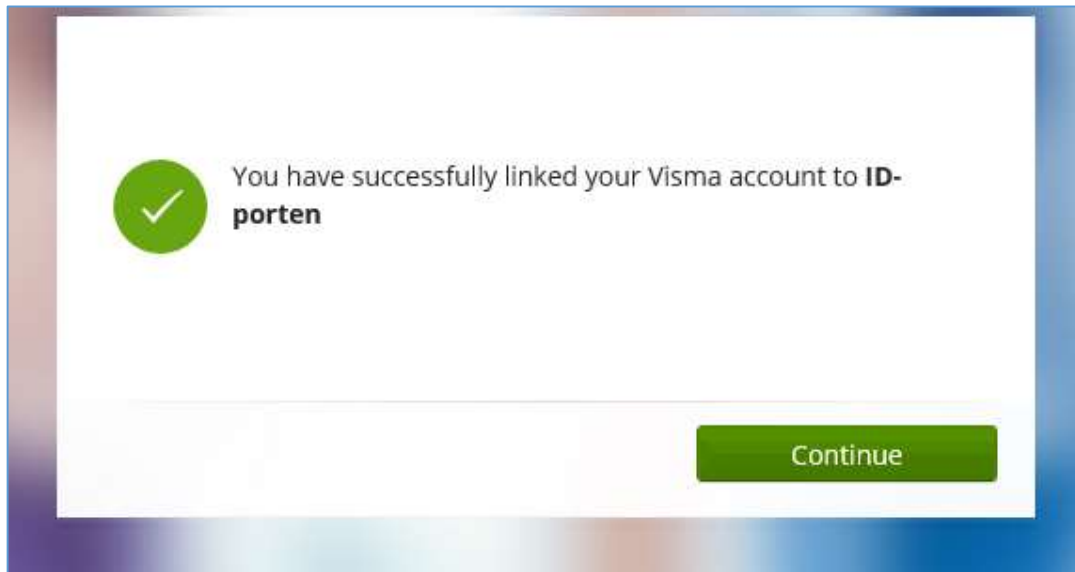 You have successfully linked your Visma account to ID-
porten
Continue